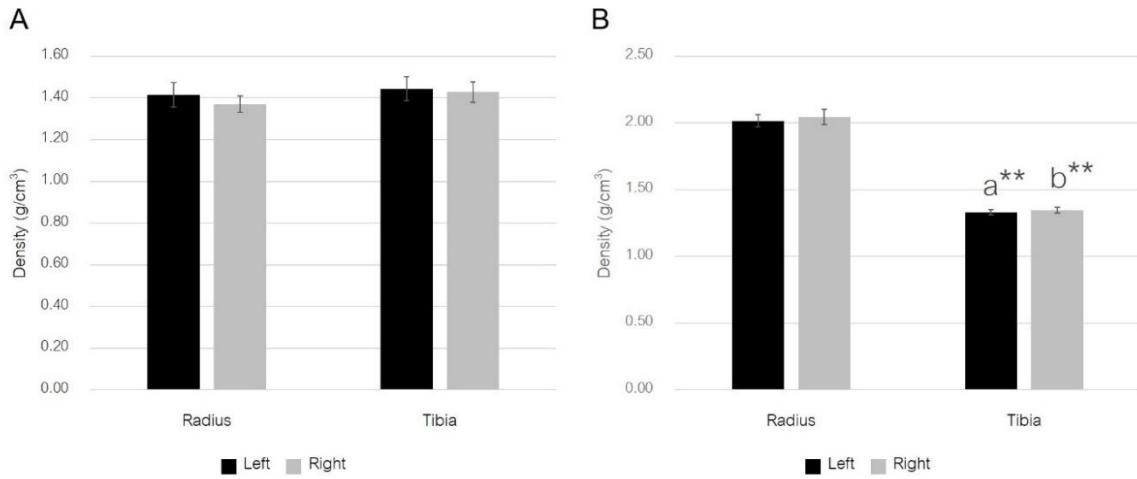 A
Density (g/cm³)
1.60
1.40
1.20
1.00
0.80
0.60
0.40
0.20
0.00
Radius
Tibia
Left
Right
B
Density (g/cm³)
2.50
2.00
1.50
1.00
0.50
0.00
a**
b**
Radius
Tibia
Left
Right